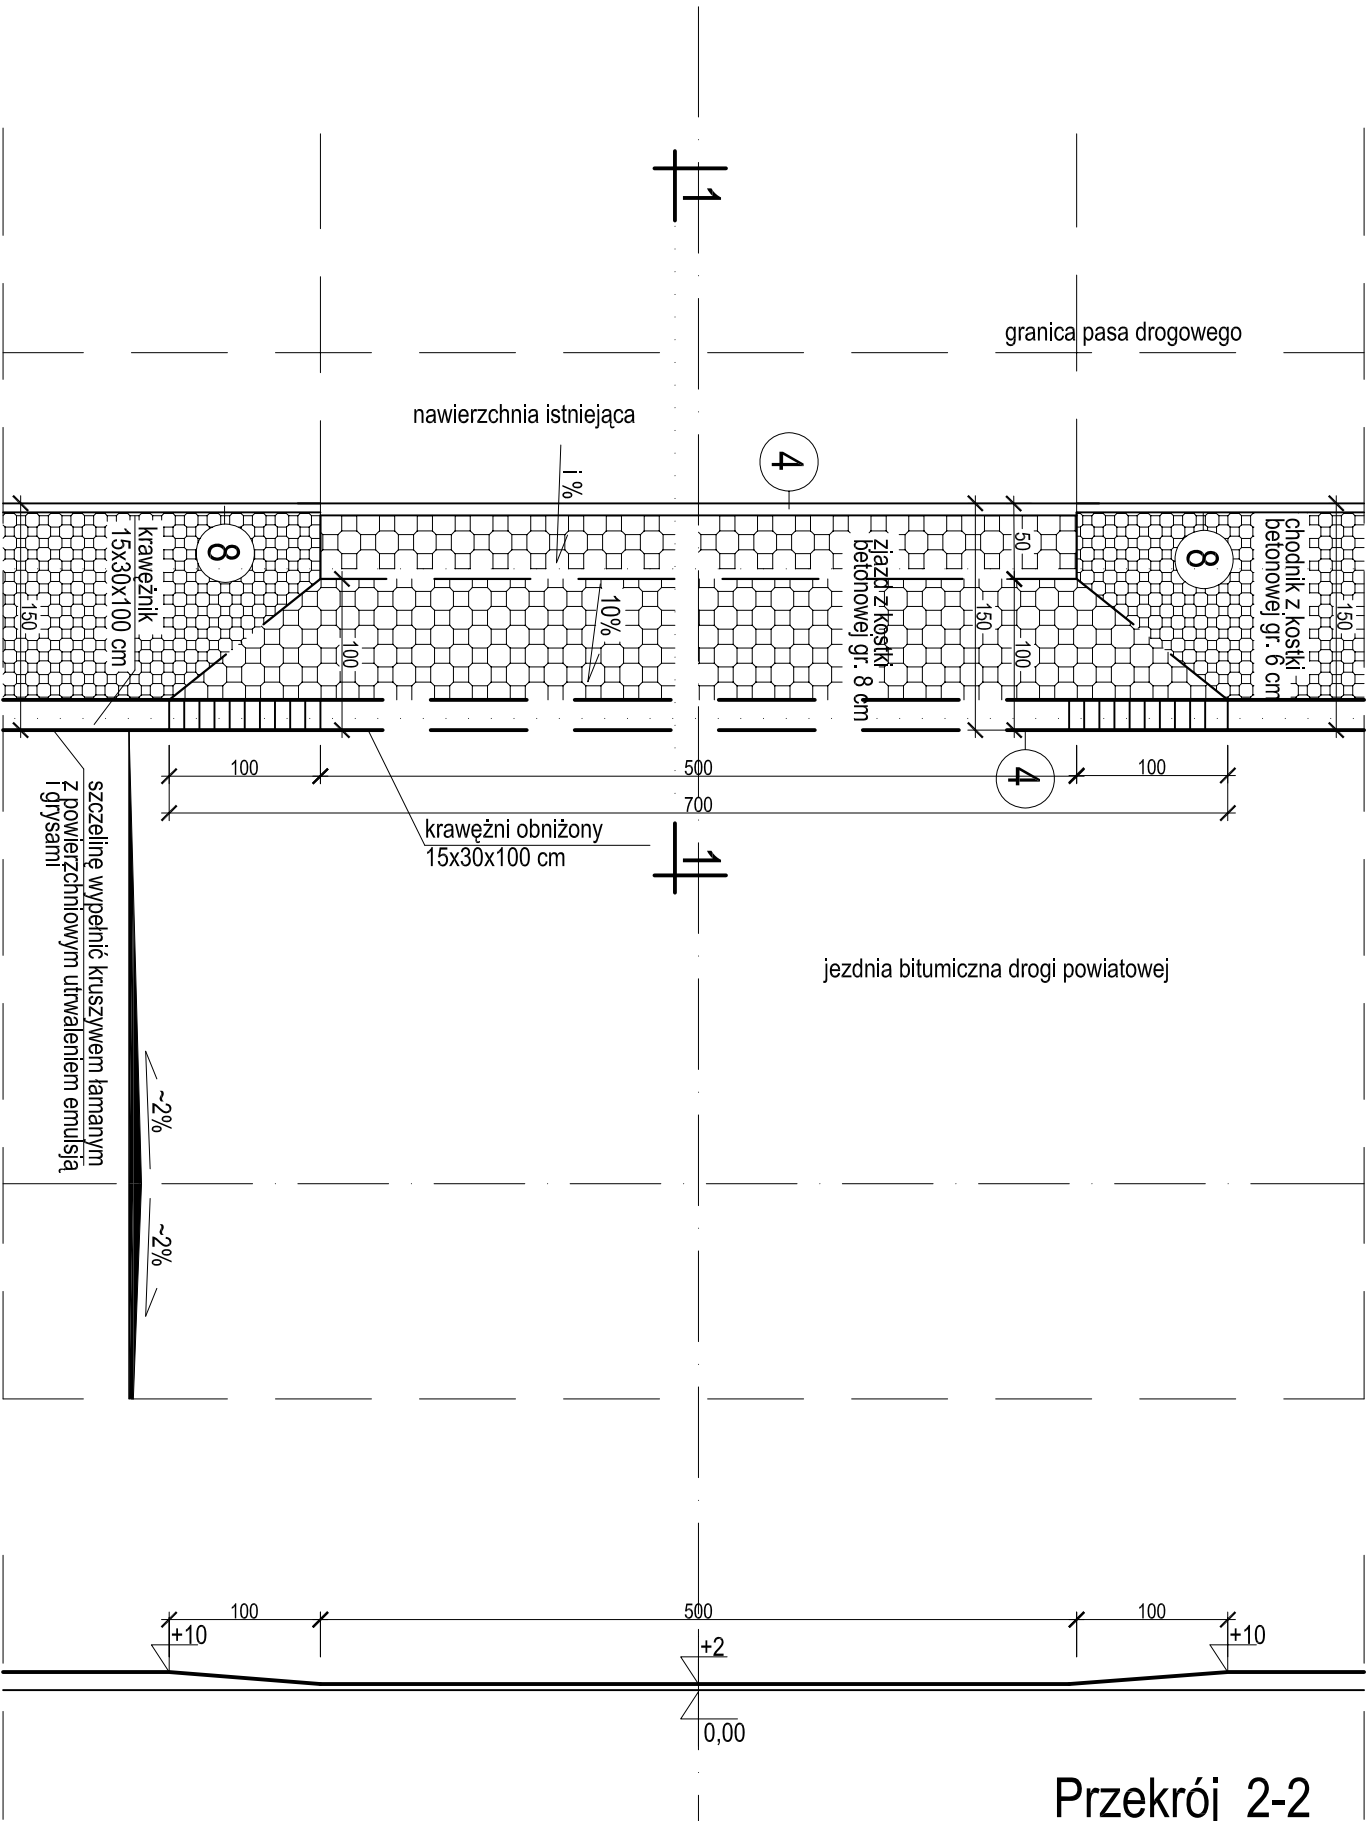 1
granica pasa drogowego
nawierzchnia istniejąca
4
i %
8
krawężnik
15x30x100 cm
150
100
10%
zjazd z kostki
betonowej gr. 8 cm
150
50
100
8
chodnik z kostki
betonowej gr. 6 cm
150
100
500
4
100
700
krawężni obniżony
15x30x100 cm
1
szczelinę wypełnić kruszywem łamanym
z powierzchniowym utrwaleniem emulsją
i grysami
jezdnia bitumiczna drogi powiatowej
~2%
~2%
100
500
100
+10
+2
+10
0,00
Przekrój 2-2